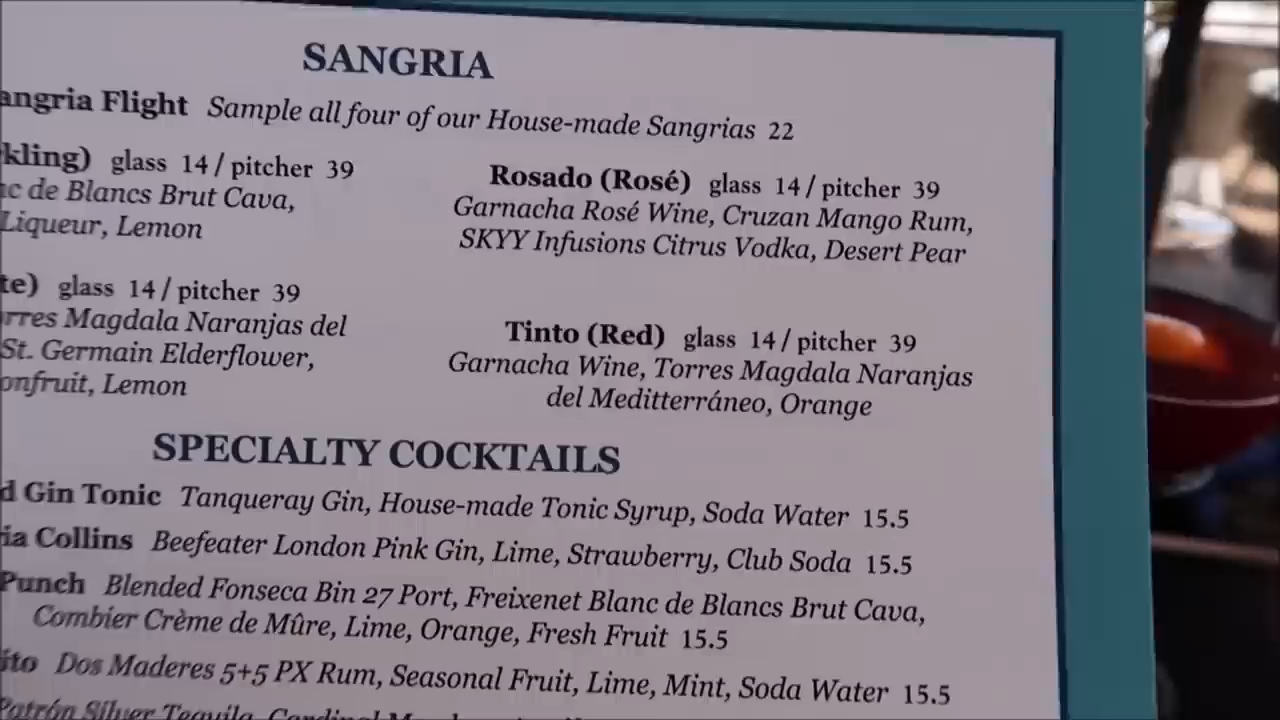 SANGRIA
angria Flight Sample all four of our House-made Sangrias 22
kling) glass 14 / pitcher 39
c de Blancs Brut Cava,
Liqueur, Lemon
Rosado (Rosé) glass 14 / pitcher 39
Garnacha Rosé Wine, Cruzan Mango Rum,
SKYY Infusions Citrus Vodka, Desert Pear
te) glass 14 / pitcher 39
rres Magdala Naranjas del
St. Germain Elderflower,
onfruit, Lemon
Tinto (Red) glass 14 / pitcher 39
Garnacha Wine, Torres Magdala Naranjas
del Meditterráneo, Orange
SPECIALTY COCKTAILS
d Gin Tonic Tanqueray Gin, House-made Tonic Syrup, Soda Water 15.5
ia Collins Beefeater London Pink Gin, Lime, Strawberry, Club Soda 15.5
Punch Blended Fonseca Bin 27 Port, Freixenet Blanc de Blancs Brut Cava,
Combier Crème de Mûre, Lime, Orange, Fresh Fruit 15.5
ito Dos Maderes 5+5 PX Rum, Seasonal Fruit, Lime, Mint, Soda Water 15.5
Patrón Silver Tequila, Cardinal